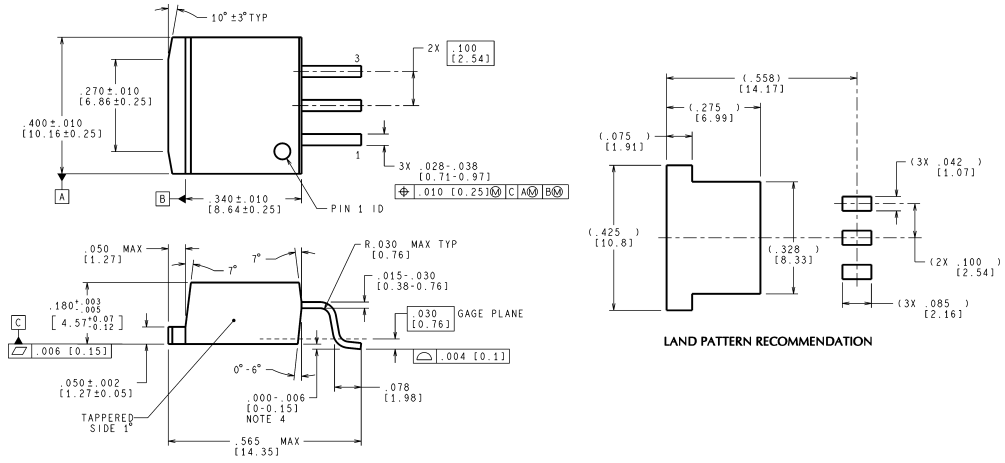 10° ±3° TYP
2X .100
[2.54]
3
.270±.010
[6.86±0.25]
.400±.010
[10.16±0.25]
1
3X .028-.038
[0.71-0.97]
⌖ .010 [0.25]Ⓜ C AⓂ BⓂ
A
B
.340±.010
[8.64±0.25]
PIN 1 ID
.050 MAX
[1.27]
7°
7°
R.030 MAX TYP
[0.76]
.015-.030
[0.38-0.76]
.180+.003
-.005
[4.57+0.07
-0.12]
.030
[0.76]
GAGE PLANE
C
⏥ .006 [0.15]
⌓ .004 [0.1]
.050±.002
[1.27±0.05]
0°-6°
.000-.006
[0-0.15]
NOTE 4
.078
[1.98]
TAPPERED
SIDE 1°
.565 MAX
[14.35]
(.558)
[14.17]
(.275)
[6.99]
(.075)
[1.91]
(3X .042)
[1.07]
(.425)
[10.8]
(.328)
[8.33]
(2X .100)
[2.54]
(3X .085)
[2.16]
LAND PATTERN RECOMMENDATION